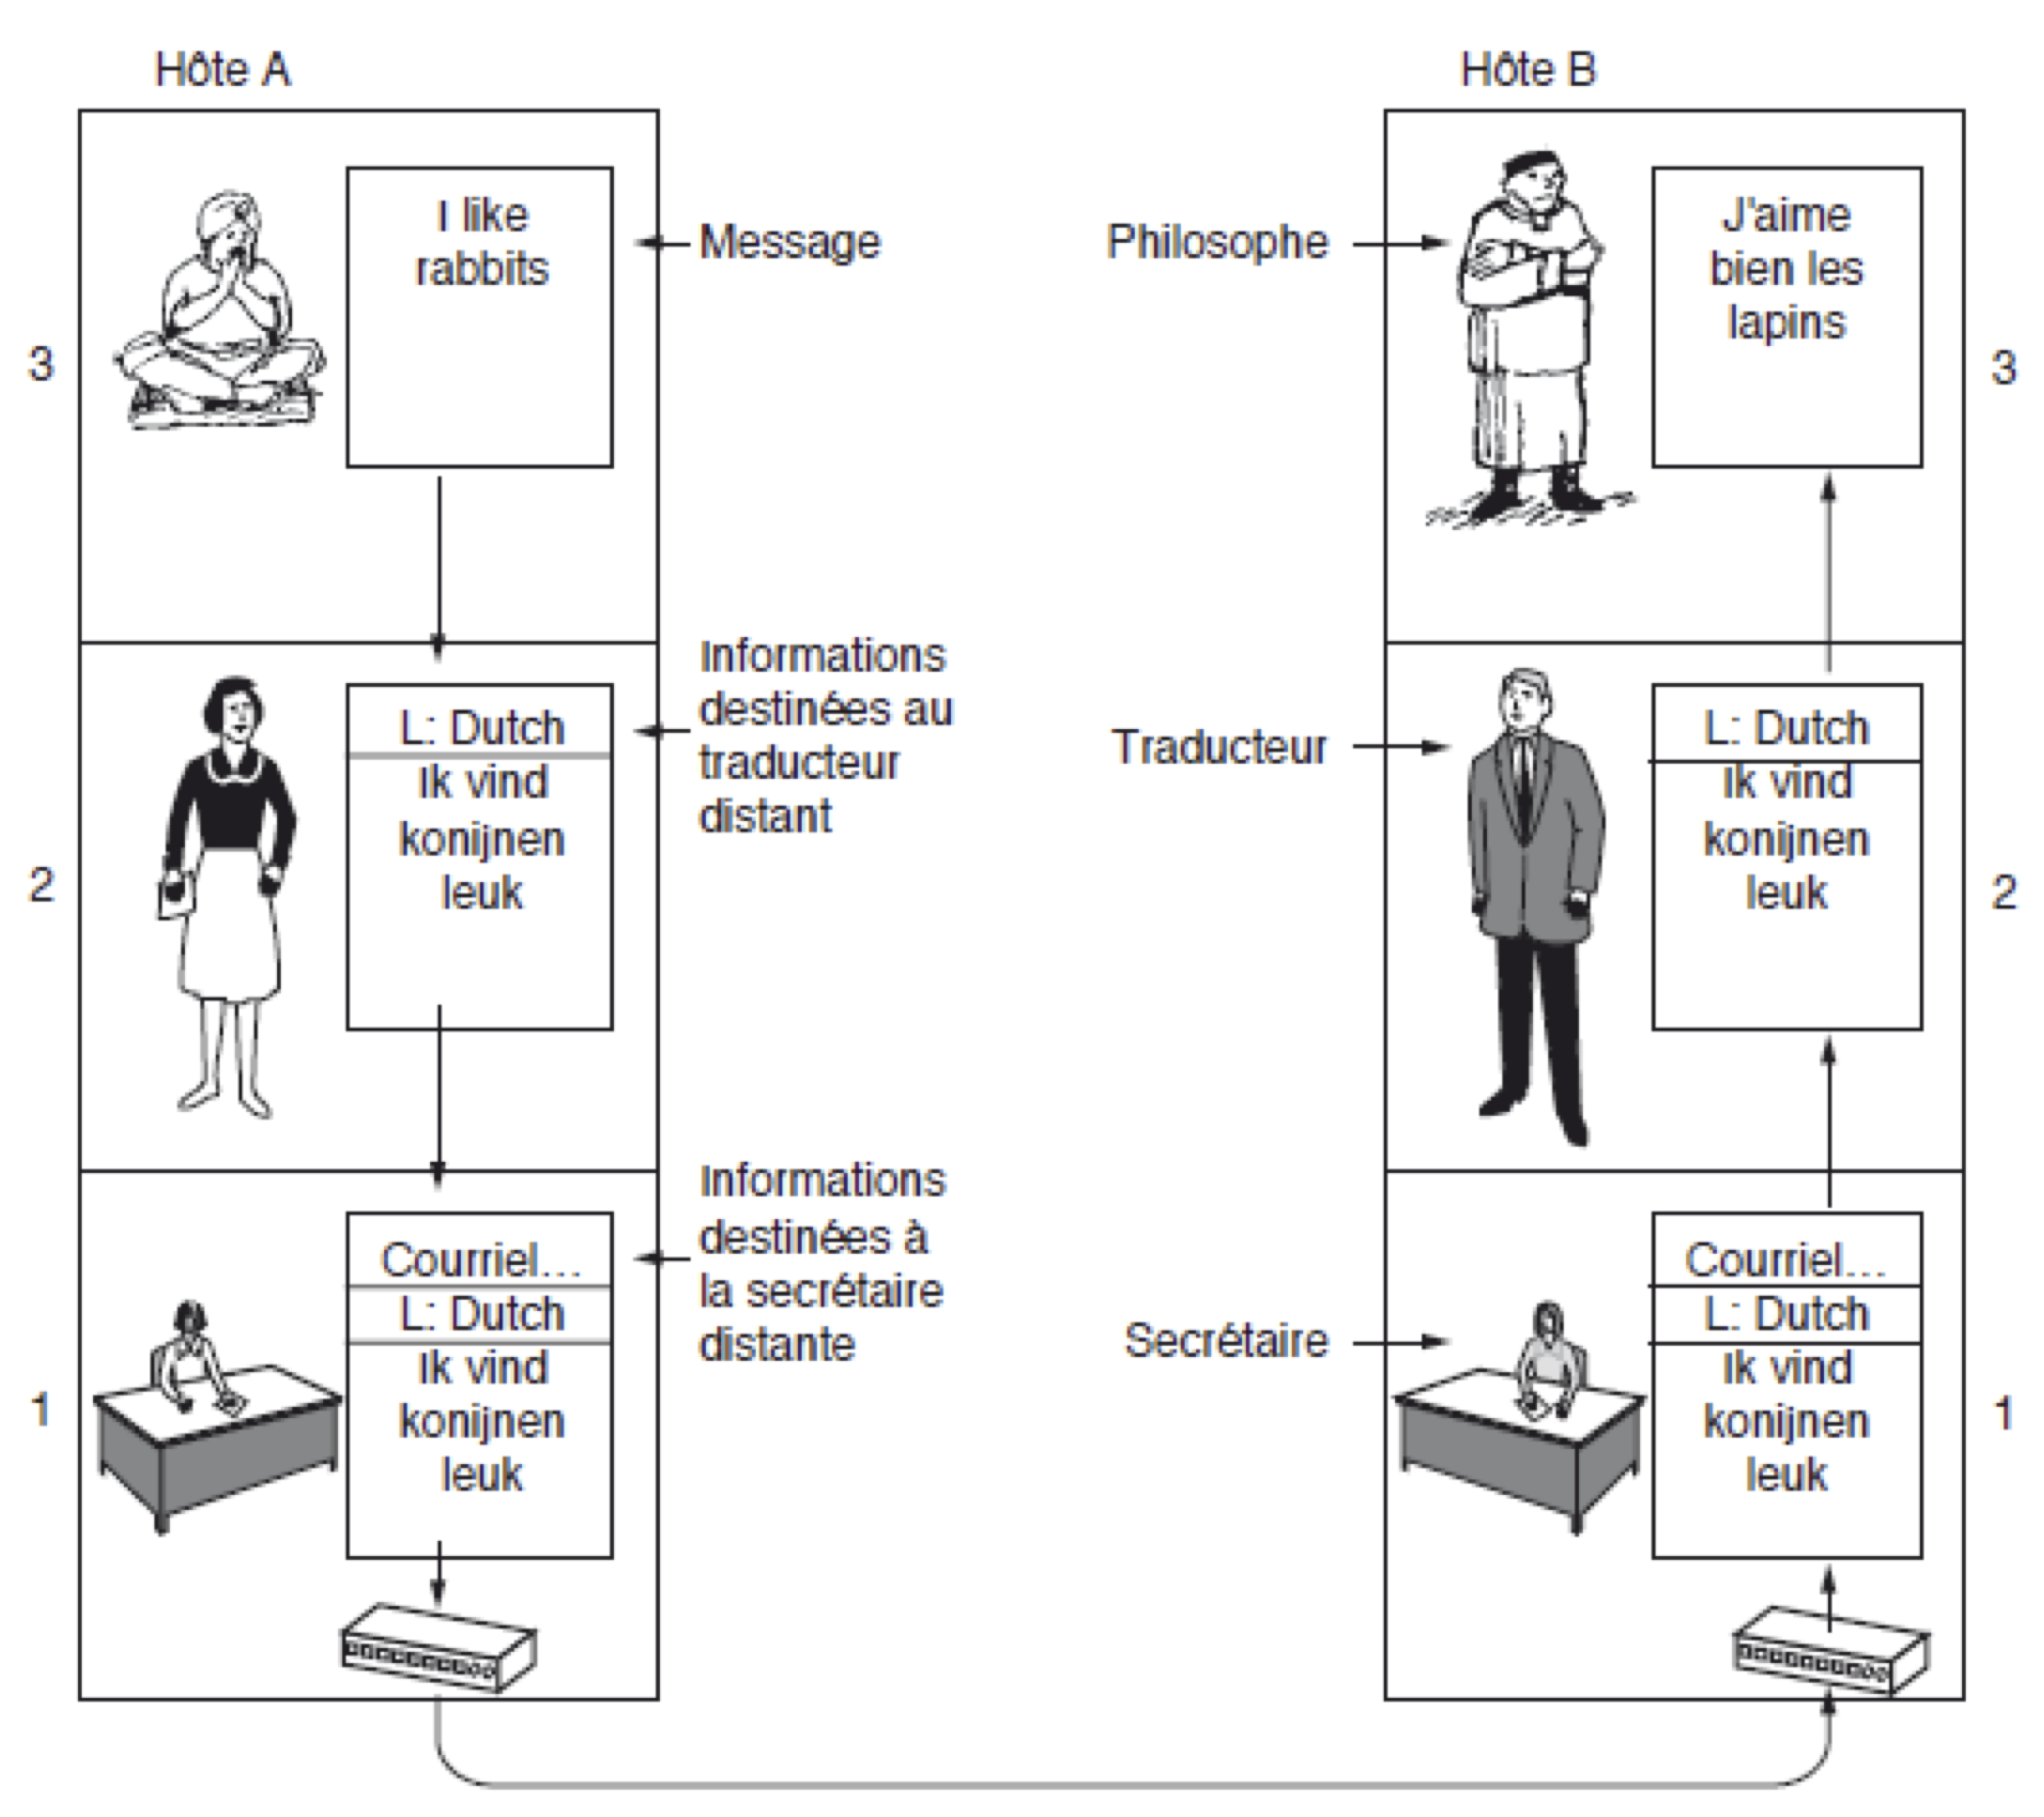 Hôte A
Hôte B
I like
rabbits
Message
Philosophe
J'aime
bien les
lapins
3
3
Informations
destinées au
traducteur
distant
L: Dutch
Ik vind
konijnen
leuk
Traducteur
L: Dutch
Ik vind
konijnen
leuk
2
2
Informations
destinées à
la secrétaire
distante
Courriel...
L: Dutch
Ik vind
konijnen
leuk
Secrétaire
Courriel...
L: Dutch
Ik vind
konijnen
leuk
1
1